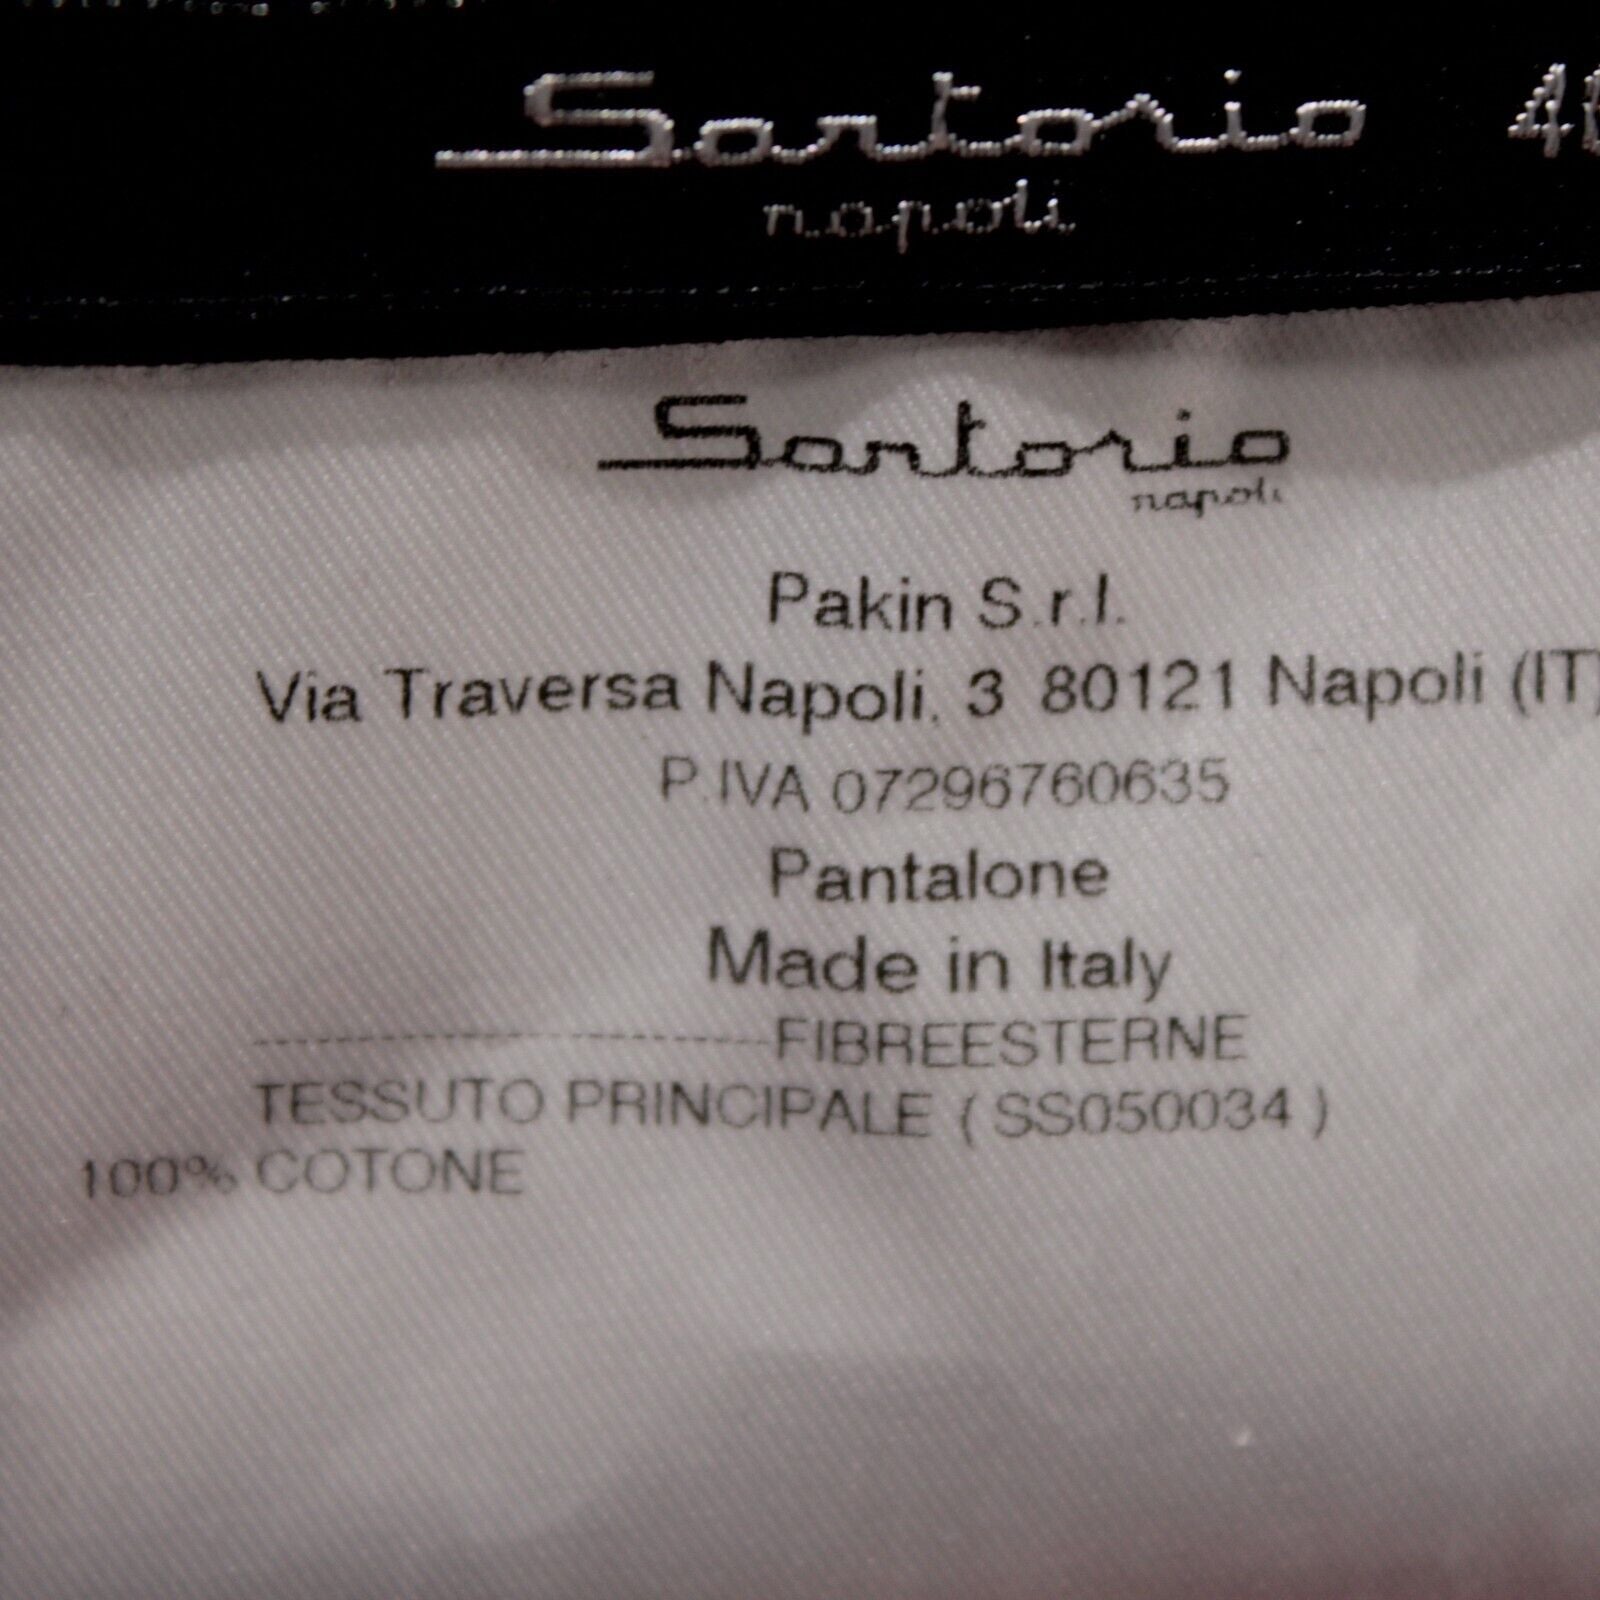 Sartorio
napoli
Sartorio
napoli
Pakin S.r.l.
Via Traversa Napoli, 3 80121 Napoli (IT)
P.IVA 07296760635
Pantalone
Made in Italy
FIBREESTERNE
TESSUTO PRINCIPALE ( SS050034 )
100% COTONE